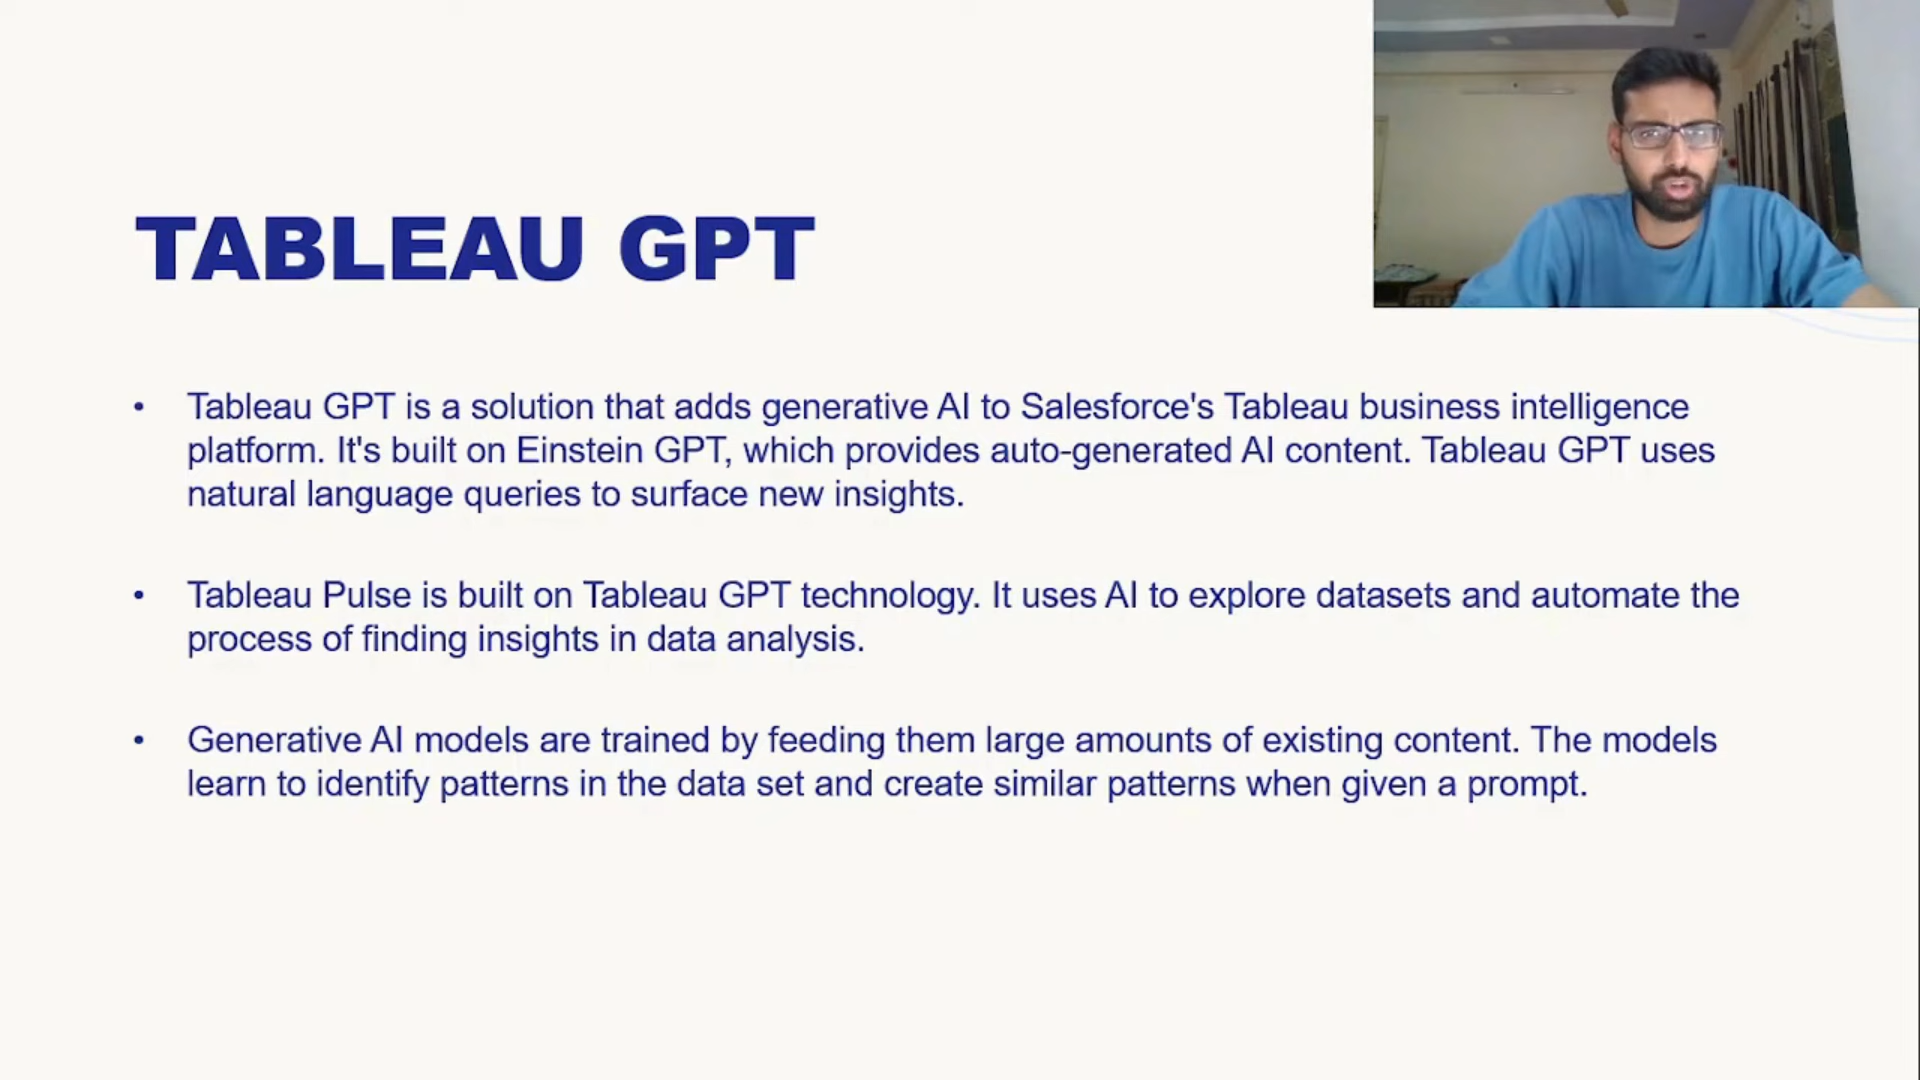 TABLEAU GPT
• Tableau GPT is a solution that adds generative AI to Salesforce's Tableau business intelligence
platform. It's built on Einstein GPT, which provides auto-generated AI content. Tableau GPT uses
natural language queries to surface new insights.
• Tableau Pulse is built on Tableau GPT technology. It uses AI to explore datasets and automate the
process of finding insights in data analysis.
• Generative AI models are trained by feeding them large amounts of existing content. The models
learn to identify patterns in the data set and create similar patterns when given a prompt.